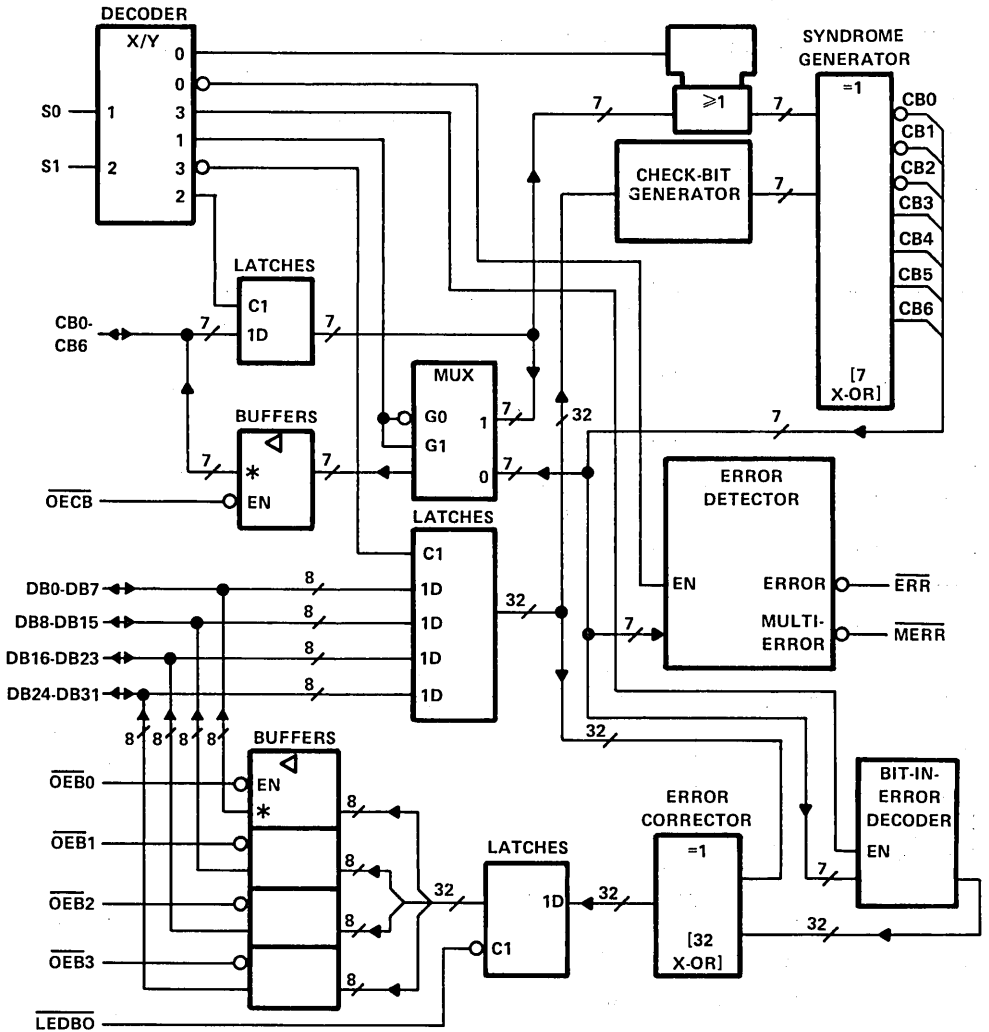 DECODER
X/Y
0
0
3
1
3
2
S0
1
S1
2
≥1
7
7
SYNDROME
GENERATOR
=1
CB0
CB1
CB2
CB3
CB4
CB5
CB6
[7
X-OR]
CHECK-BIT
GENERATOR
7
LATCHES
C1
1D
CB0-
CB6
7
7
MUX
G0
G1
1
0
7
7
32
7
BUFFERS
*
EN
7
7
OECB
ERROR
DETECTOR
EN
ERROR
MULTI-
ERROR
ERR
MERR
7
LATCHES
C1
1D
1D
1D
1D
32
DB0-DB7
8
DB8-DB15
8
DB16-DB23
8
DB24-DB31
8
8
8
8
8
32
BUFFERS
EN
*
OEB0
OEB1
OEB2
OEB3
8
8
8
8
32
LATCHES
1D
C1
32
ERROR
CORRECTOR
=1
[32
X-OR]
BIT-IN-
ERROR
DECODER
EN
7
32
LEDBO